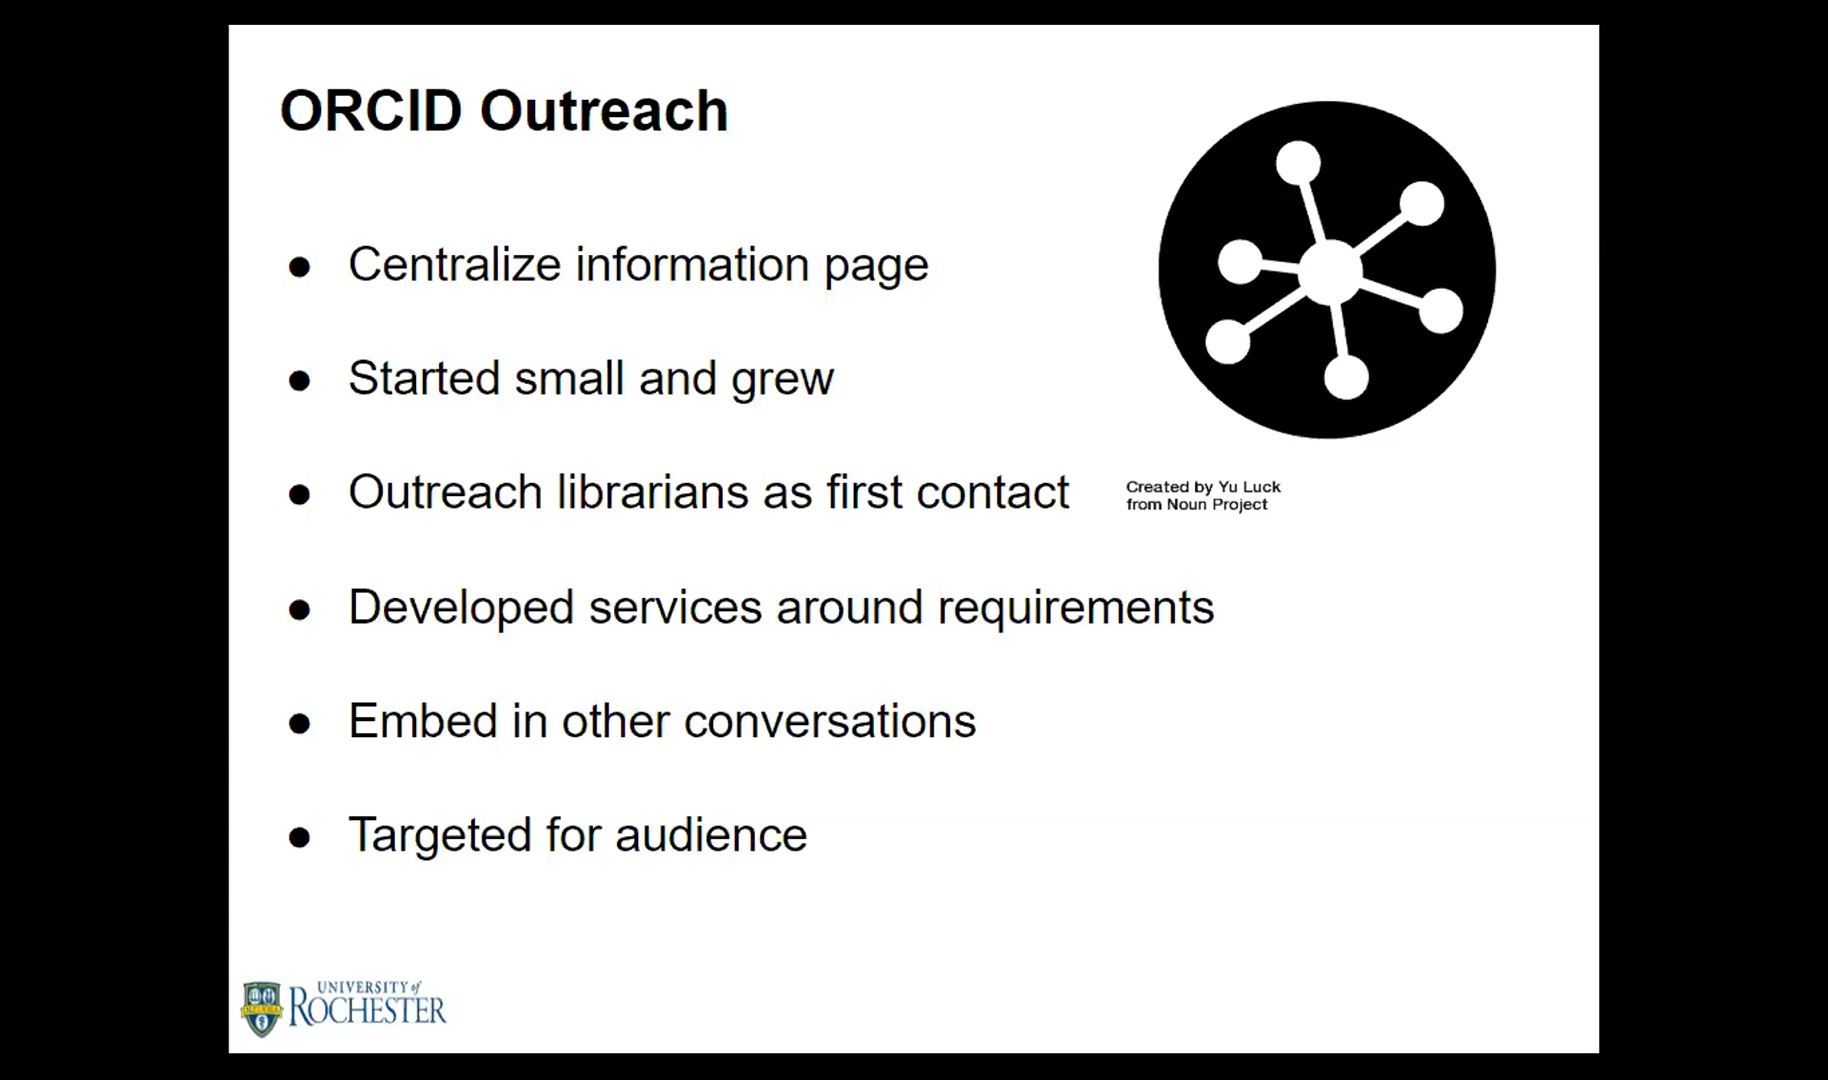 ORCID Outreach
● Centralize information page
● Started small and grew
● Outreach librarians as first contact
Created by Yu Luck
from Noun Project
● Developed services around requirements
● Embed in other conversations
● Targeted for audience
UNIVERSITY of
ROCHESTER